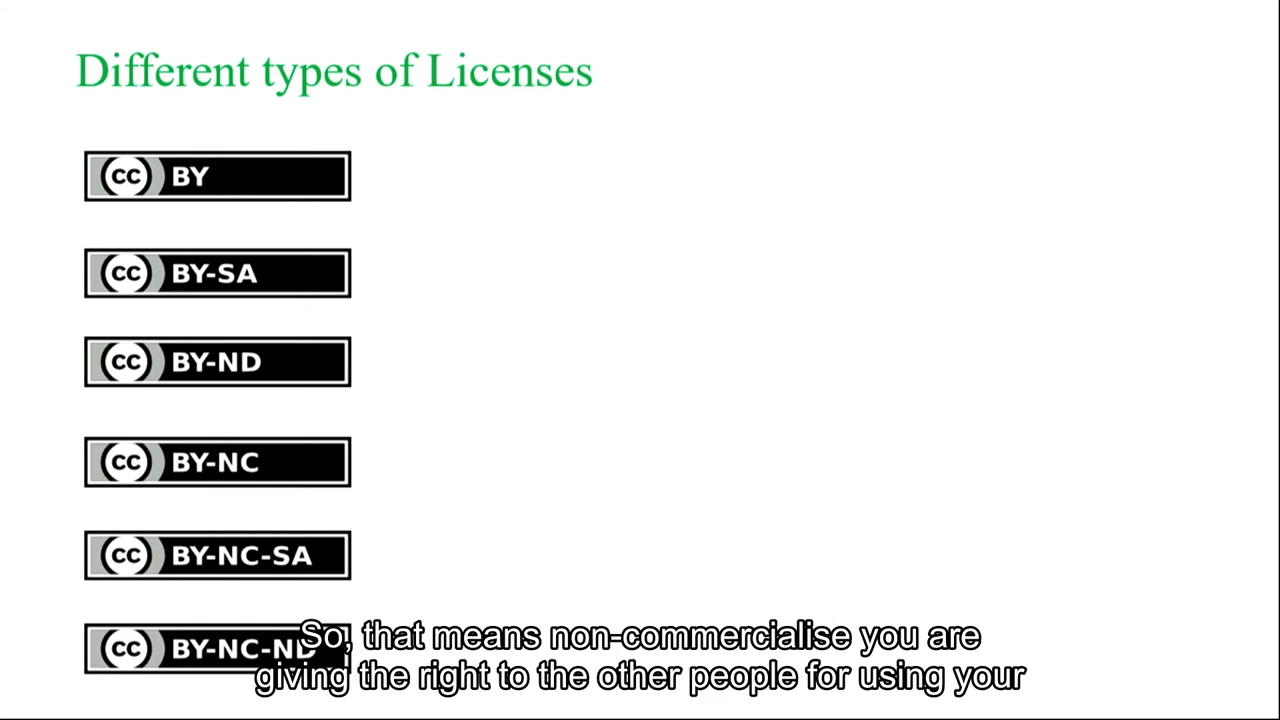 Different types of Licenses
CC BY
CC BY-SA
CC BY-ND
CC BY-NC
CC BY-NC-SA
CC BY-NC-ND
So, that means non-commercialise you are
giving the right to the other people for using your